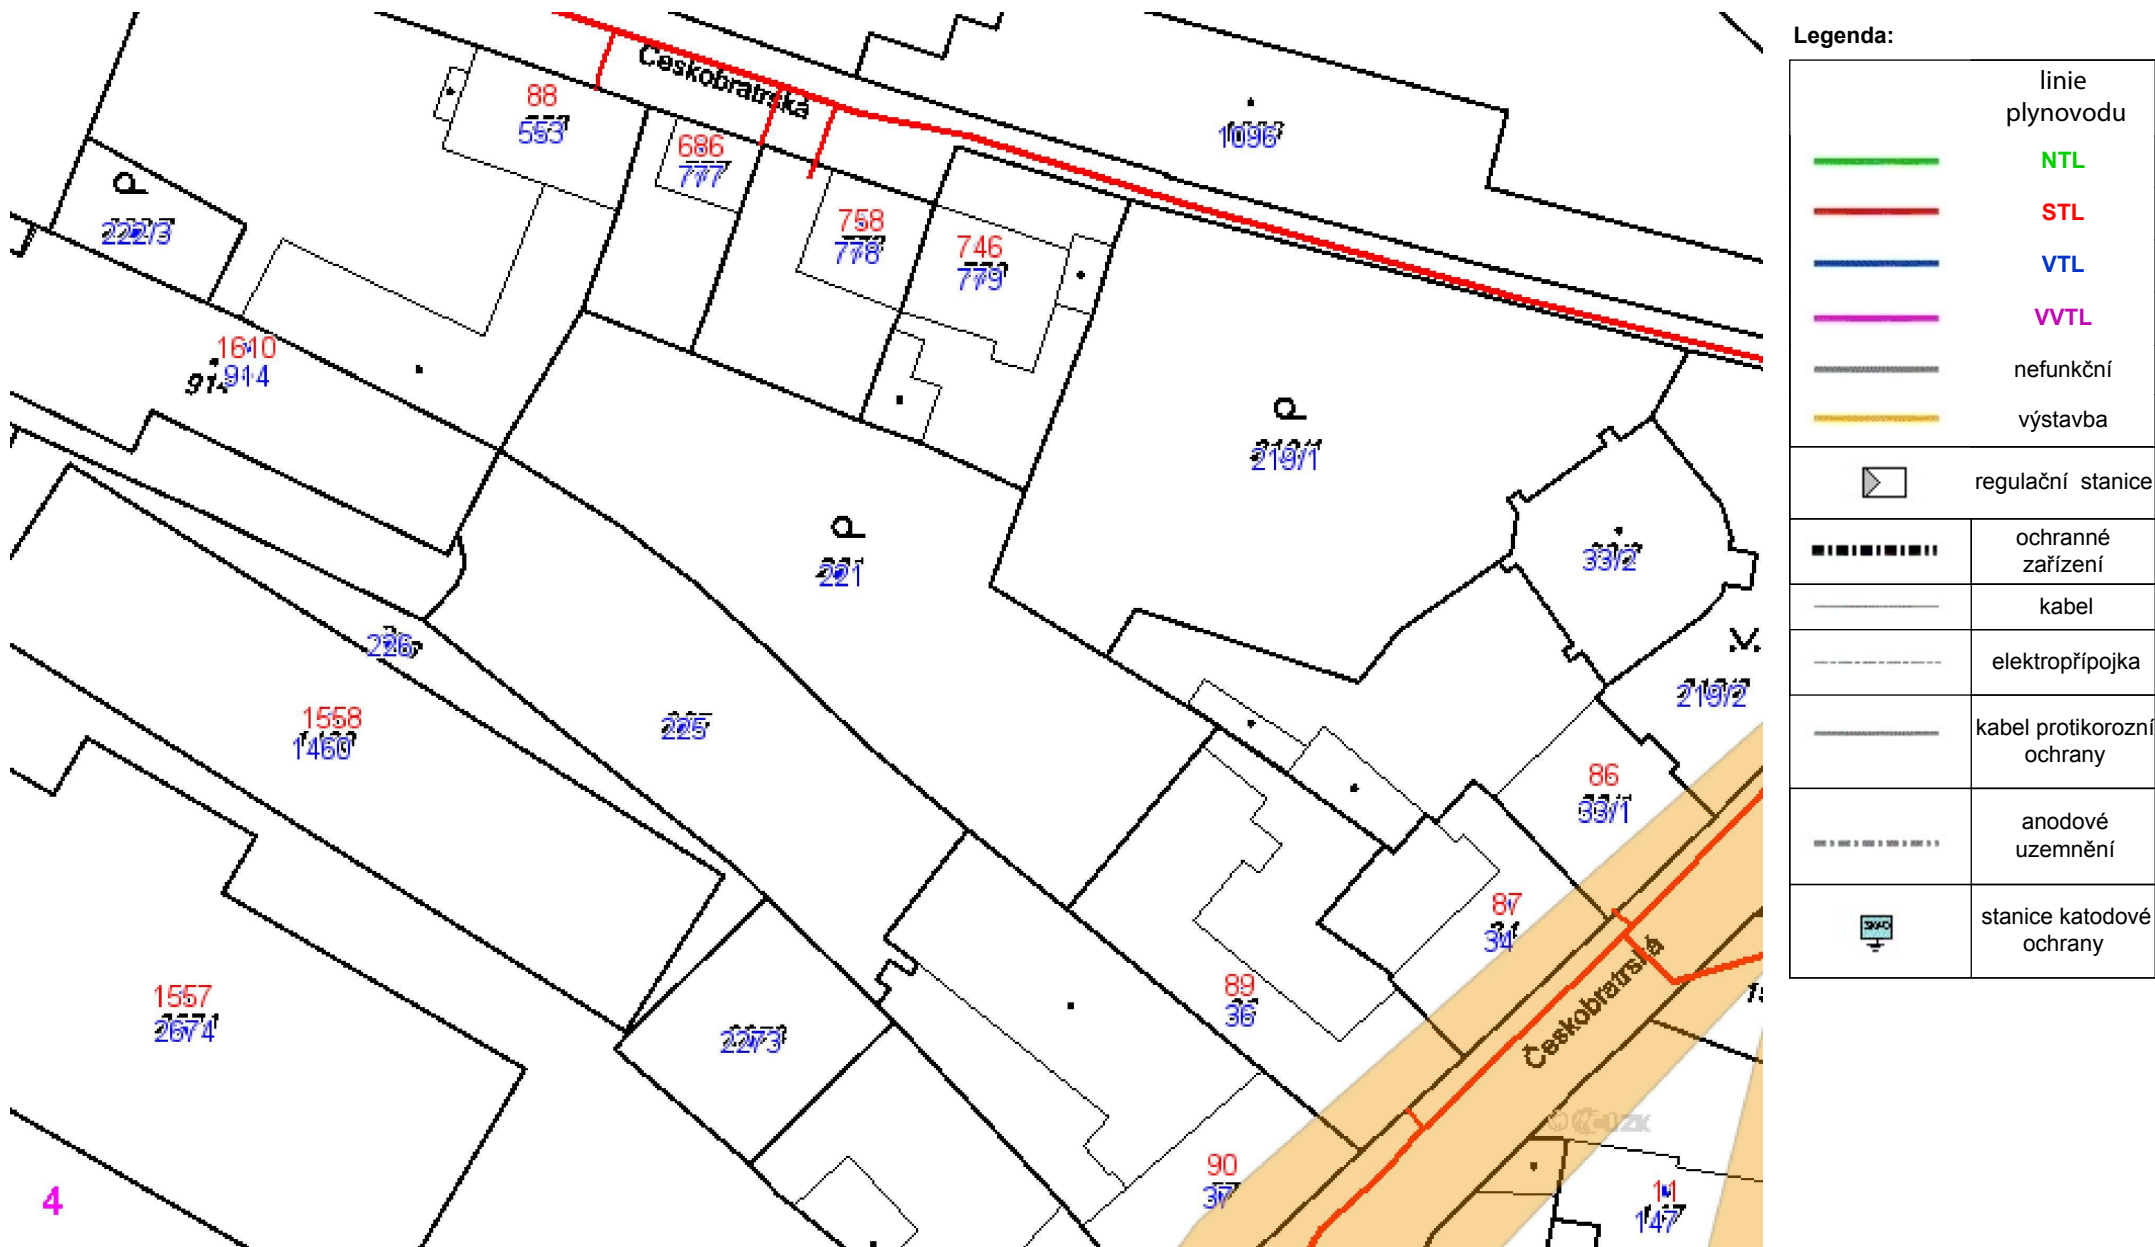 Českobratrská
88
553
686
777
1096
222/3
758
778
746
779
1610
914
914
219/1
221
33/2
226
219/2
225
1558
1460
86
33/1
87
34
Českobratrská
89
36
1557
2674
2273
90
37
11
147
4
Legenda:
linie
plynovodu
NTL
STL
VTL
VVTL
nefunkční
výstavba
regulační stanice
ochranné
zařízení
kabel
elektropřípojka
kabel protikorozní
ochrany
anodové
uzemnění
stanice katodové
ochrany